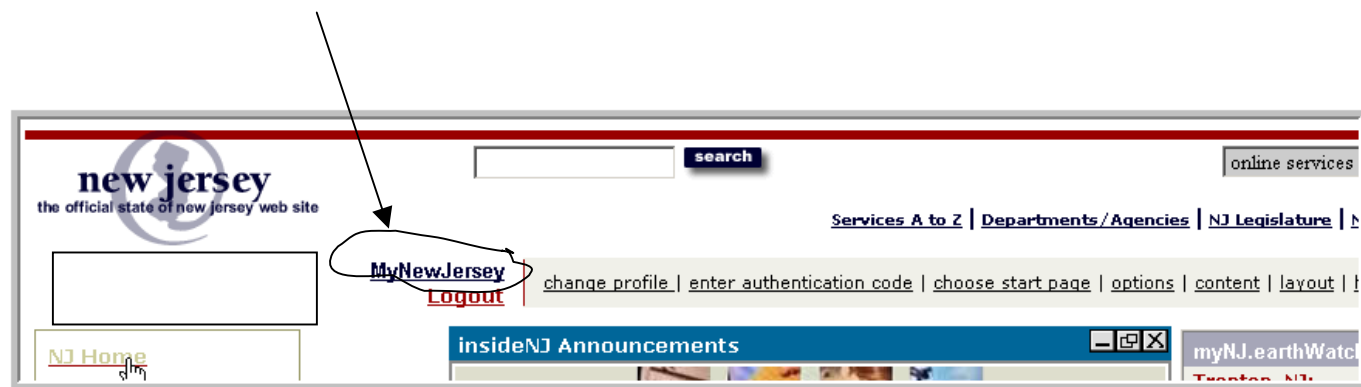 new jersey
the official state of new jersey web site
search
online services
Services A to Z | Departments/Agencies | NJ Legislature |
MyNewJersey
Logout
change profile | enter authentication code | choose start page | options | content | layout |
NJ Home
insideNJ Announcements
myNJ.earthWatch
Trenton, NJ: